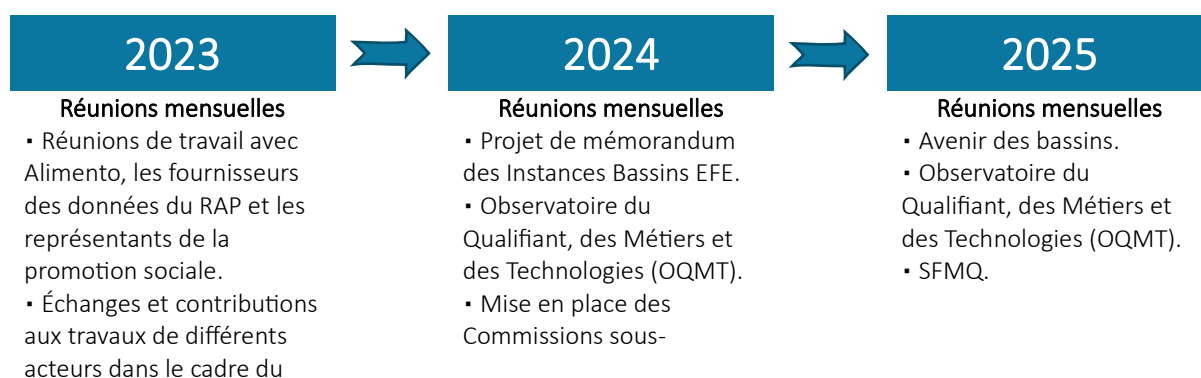 2023
Réunions mensuelles
▪ Réunions de travail avec
Alimento, les fournisseurs
des données du RAP et les
représentants de la
promotion sociale.
▪ Échanges et contributions
aux travaux de différents
acteurs dans le cadre du
2024
Réunions mensuelles
▪ Projet de mémorandum
des Instances Bassins EFE.
▪ Observatoire du
Qualifiant, des Métiers et
des Technologies (OQMT).
▪ Mise en place des
Commissions sous-
2025
Réunions mensuelles
▪ Avenir des bassins.
▪ Observatoire du
Qualifiant, des Métiers et
des Technologies (OQMT).
▪ SFMQ.